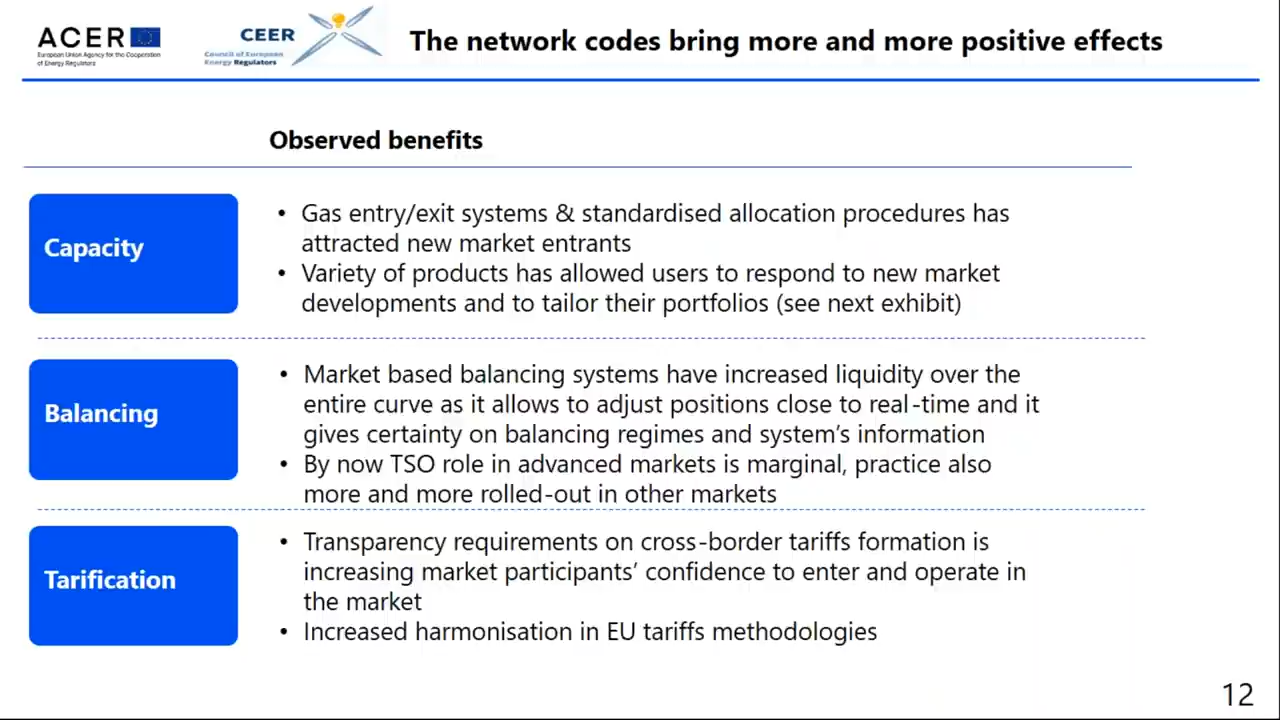 ACER
European Union Agency for the Cooperation
of Energy Regulators
CEER
Council of European
Energy Regulators
The network codes bring more and more positive effects
Observed benefits
Capacity
• Gas entry/exit systems & standardised allocation procedures has
attracted new market entrants
• Variety of products has allowed users to respond to new market
developments and to tailor their portfolios (see next exhibit)
Balancing
• Market based balancing systems have increased liquidity over the
entire curve as it allows to adjust positions close to real-time and it
gives certainty on balancing regimes and system’s information
• By now TSO role in advanced markets is marginal, practice also
more and more rolled-out in other markets
Tarification
• Transparency requirements on cross-border tariffs formation is
increasing market participants’ confidence to enter and operate in
the market
• Increased harmonisation in EU tariffs methodologies
12